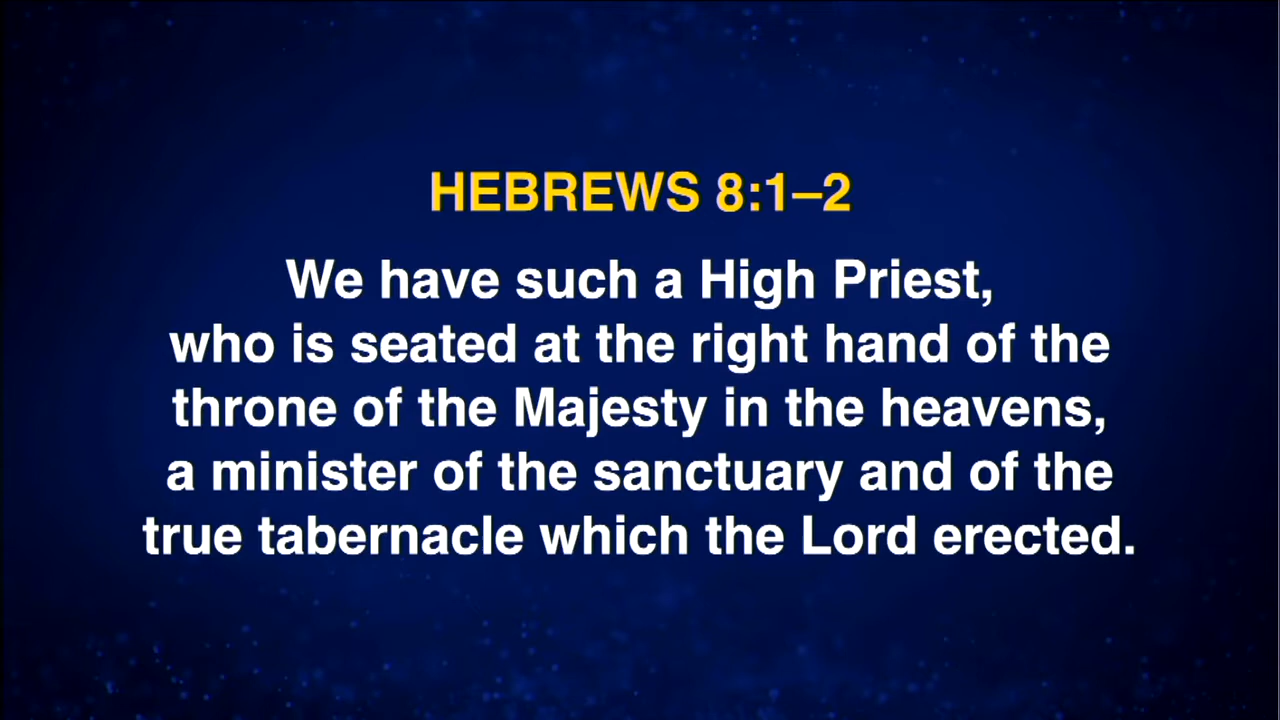 HEBREWS 8:1–2
We have such a High Priest,
who is seated at the right hand of the
throne of the Majesty in the heavens,
a minister of the sanctuary and of the
true tabernacle which the Lord erected.